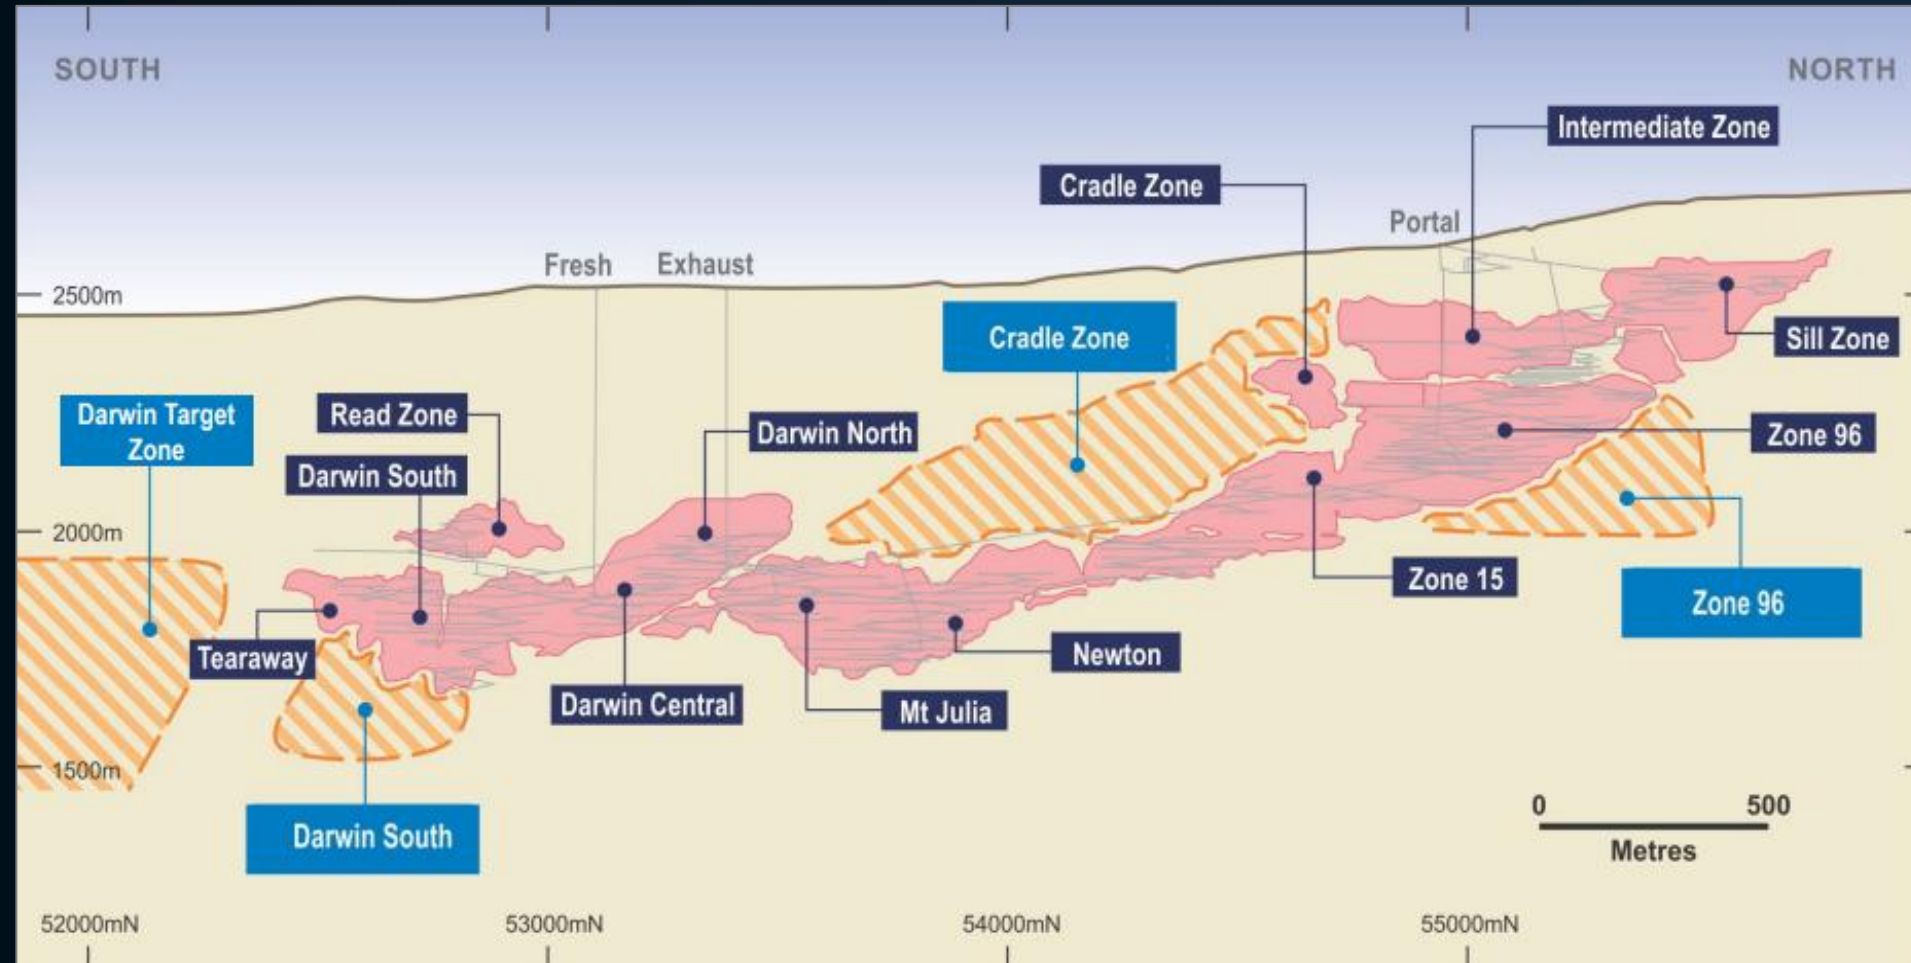 SOUTH
NORTH
Intermediate Zone
Cradle Zone
Portal
Fresh
Exhaust
2500m
Cradle Zone
Sill Zone
Darwin Target
Zone
Read Zone
Darwin North
Zone 96
Darwin South
2000m
Zone 15
Zone 96
Tearaway
Newton
Darwin Central
Mt Julia
1500m
Darwin South
0
500
Metres
52000mN
53000mN
54000mN
55000mN